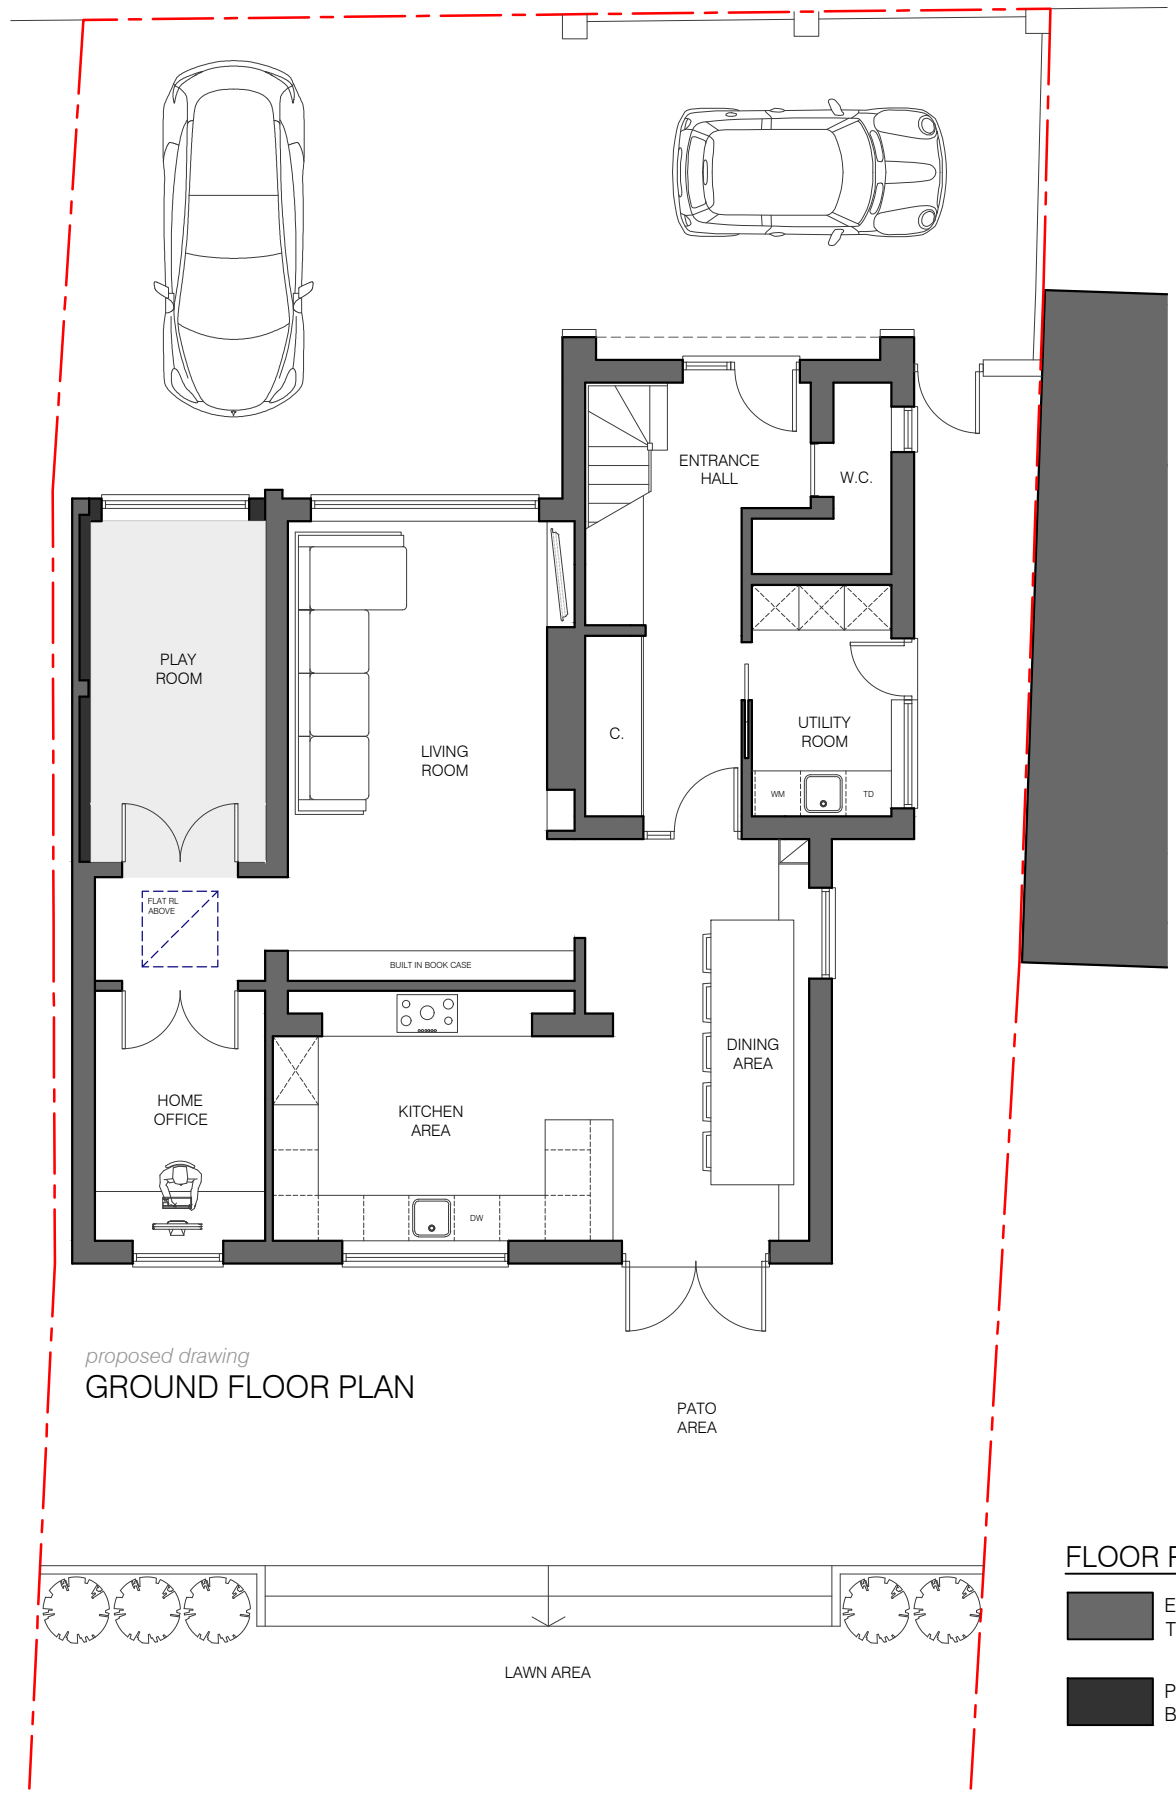 ENTRANCE
HALL
W.C.
PLAY
ROOM
LIVING
ROOM
C.
UTILITY
ROOM
WM
TD
FLAT RL
ABOVE
BUILT IN BOOK CASE
DINING
AREA
HOME
OFFICE
KITCHEN
AREA
DW
proposed drawing
GROUND FLOOR PLAN
PATO
AREA
LAWN AREA
FLOOR P
E
T
P
B